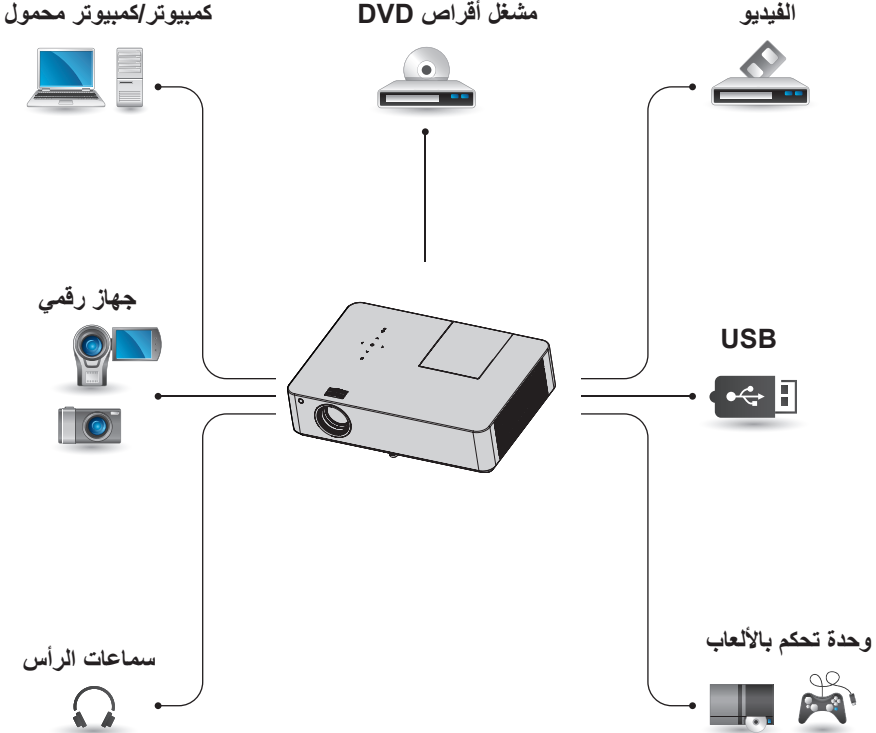 الفيديو
مشغل أقراص DVD
كمبيوتر/كمبيوتر محمول
USB
جهاز رقمي
وحدة تحكم بالألعاب
سماعات الرأس